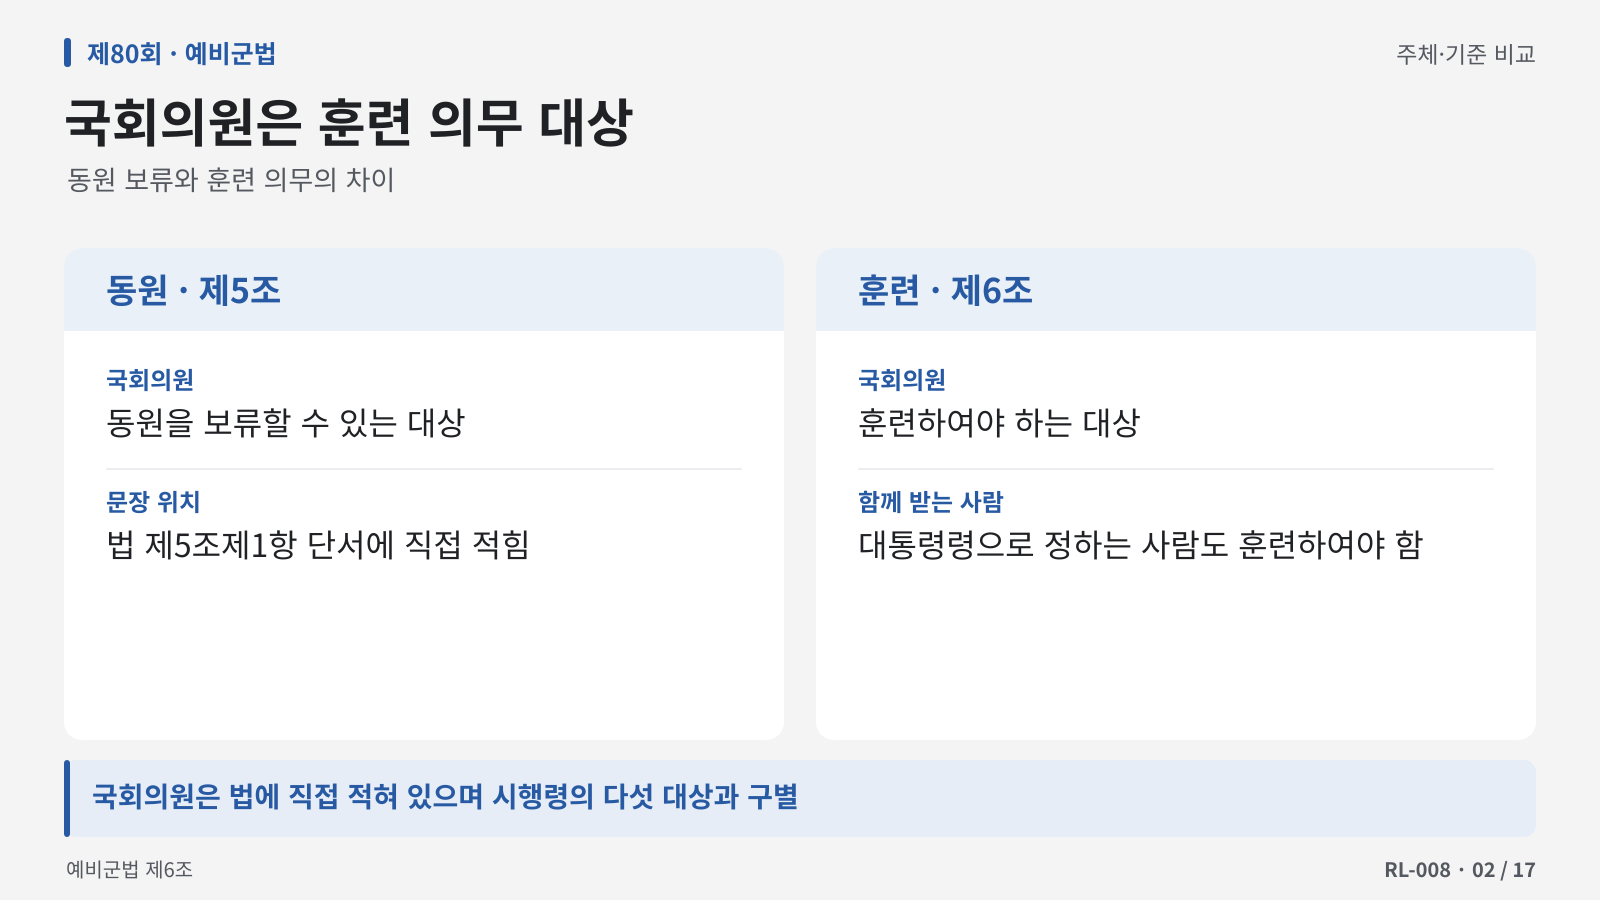 제80회 · 예비군법
주체·기준 비교
국회의원은 훈련 의무 대상
동원 보류와 훈련 의무의 차이
동원 · 제5조
국회의원
동원을 보류할 수 있는 대상
문장 위치
법 제5조제1항 단서에 직접 적힘
훈련 · 제6조
국회의원
훈련하여야 하는 대상
함께 받는 사람
대통령령으로 정하는 사람도 훈련하여야 함
국회의원은 법에 직접 적혀 있으며 시행령의 다섯 대상과 구별
예비군법 제6조
RL-008 · 02 / 17